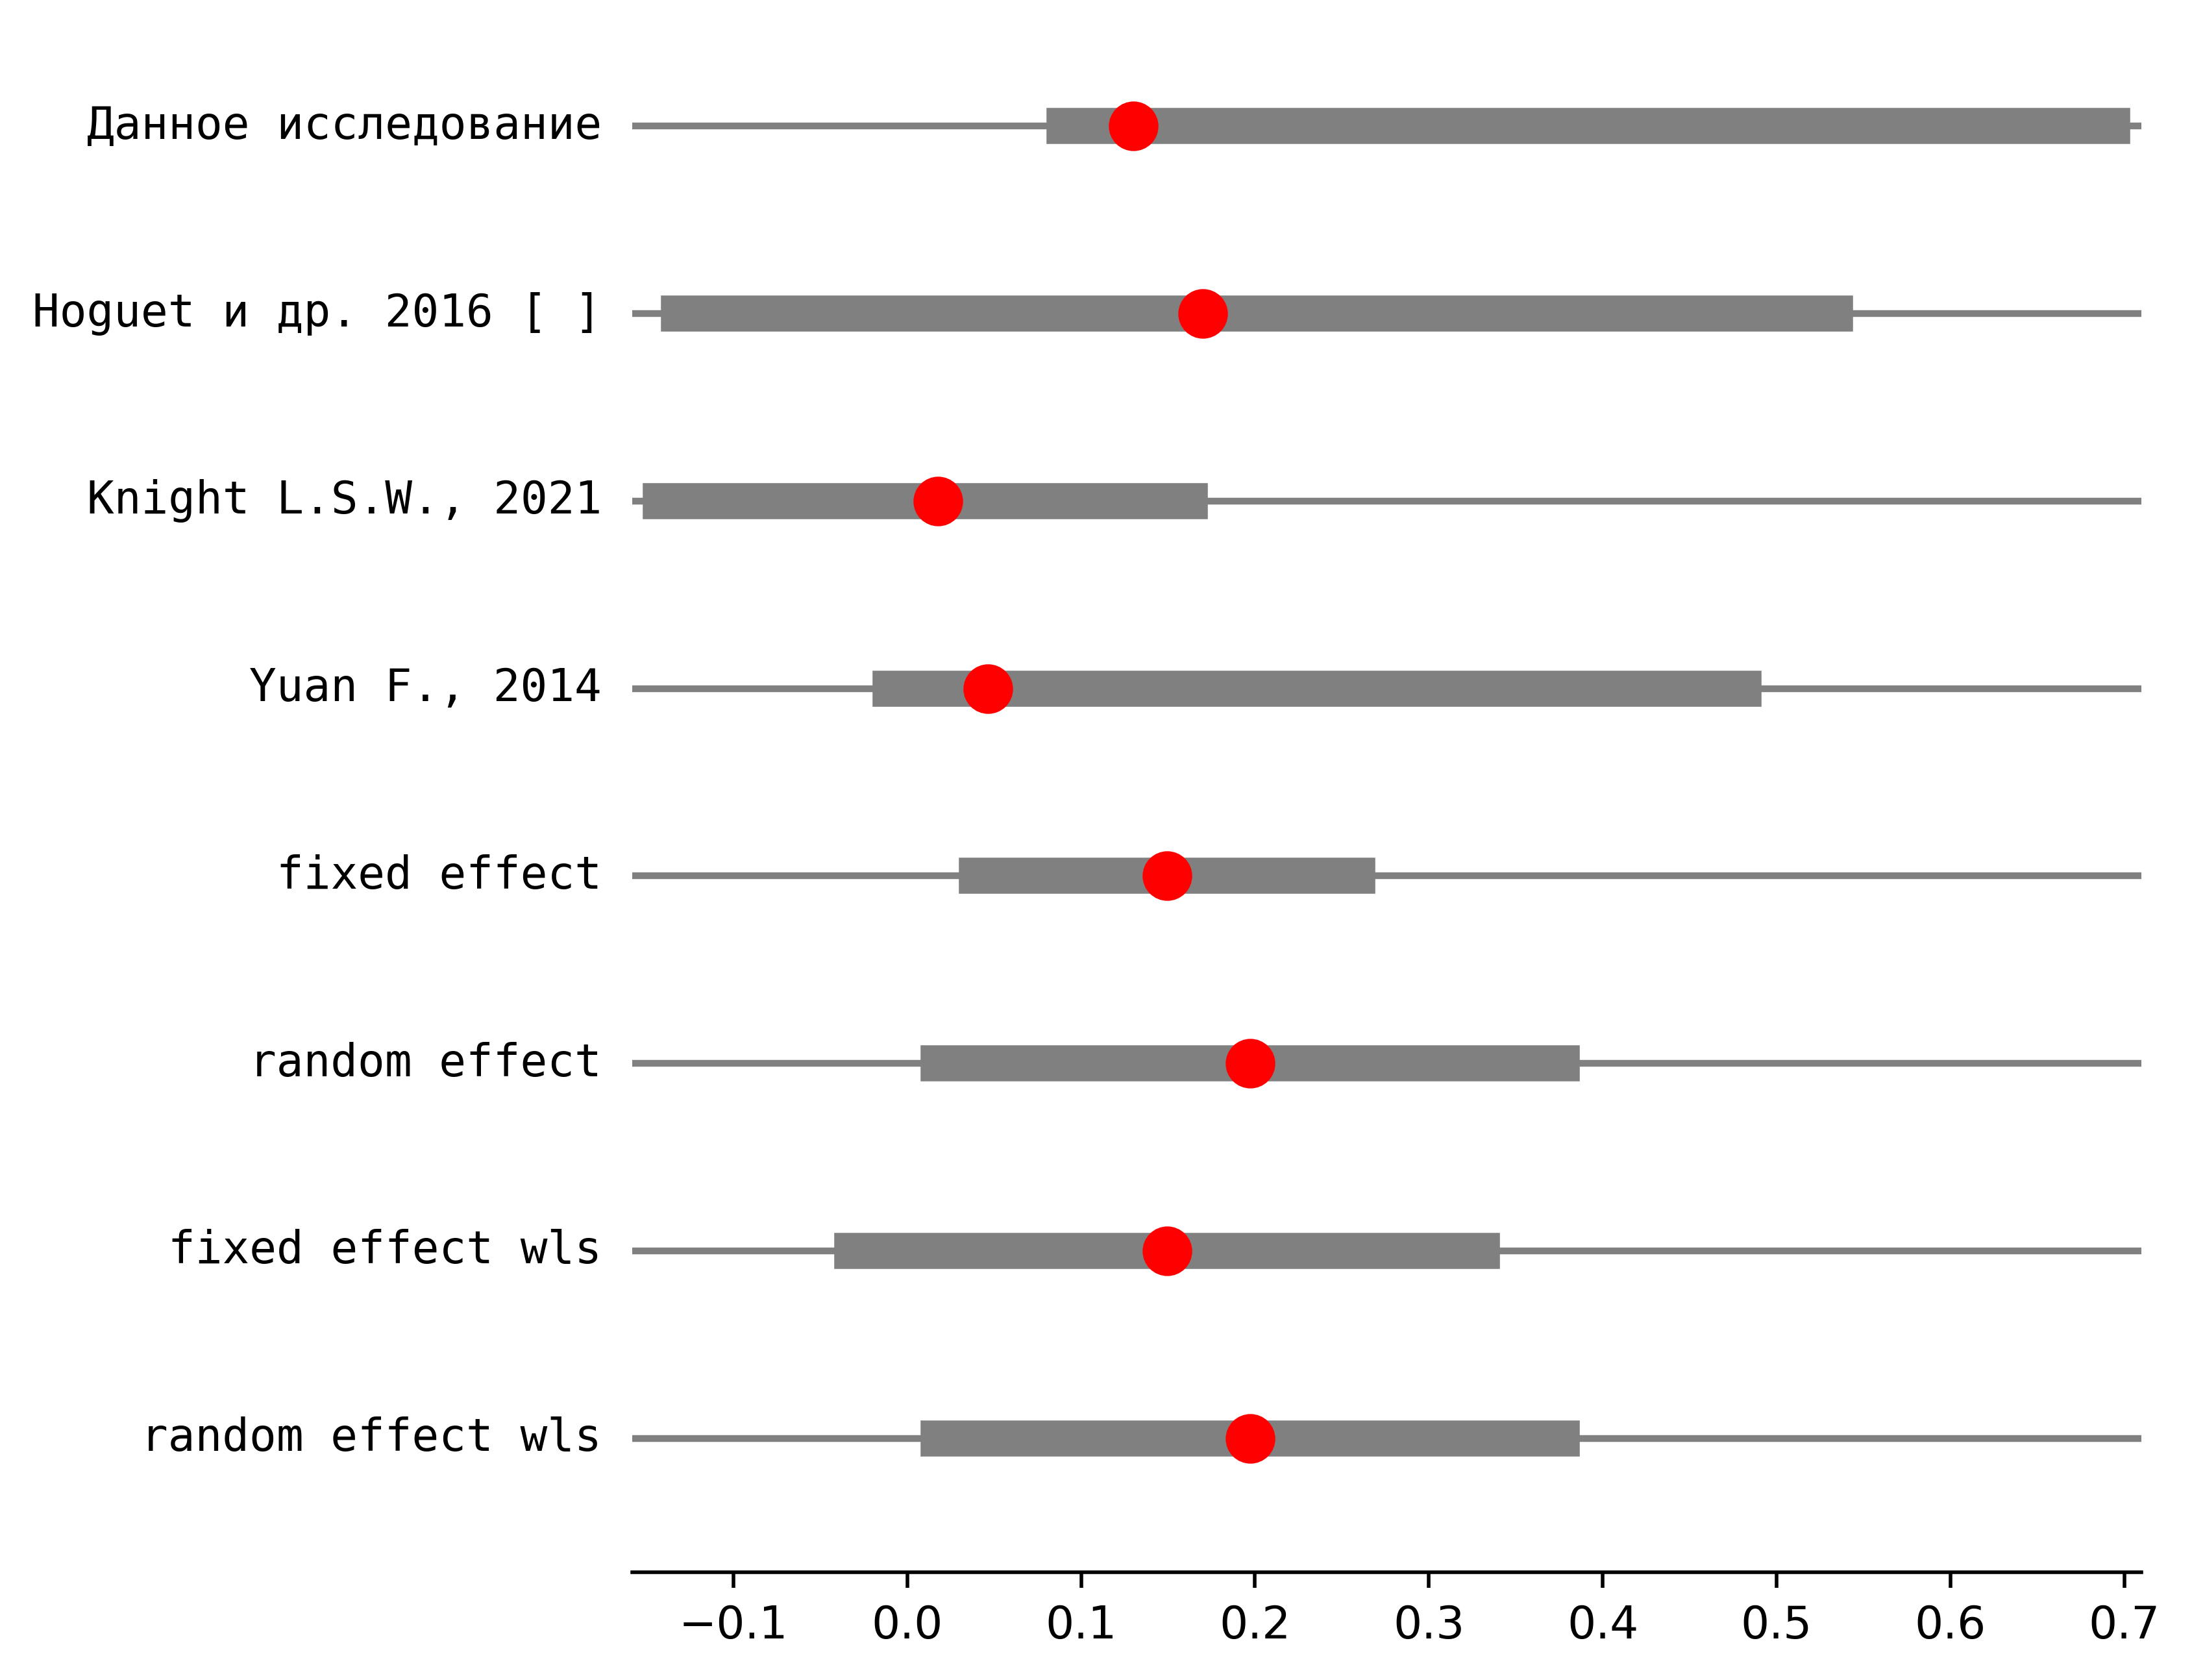 Данное исследование
Hoguet и др. 2016 [ ]
Knight L.S.W., 2021
Yuan F., 2014
fixed effect
random effect
fixed effect wls
random effect wls
−0.1 0.0 0.1 0.2 0.3 0.4 0.5 0.6 0.7